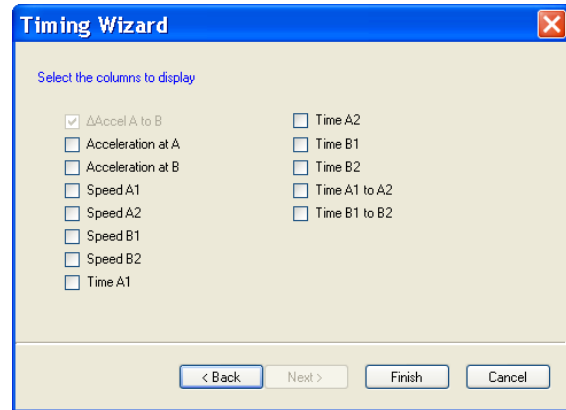 Timing Wizard
Select the columns to display
ΔAccel A to B
Acceleration at A
Acceleration at B
Speed A1
Speed A2
Speed B1
Speed B2
Time A1
Time A2
Time B1
Time B2
Time A1 to A2
Time B1 to B2
< Back
Next >
Finish
Cancel